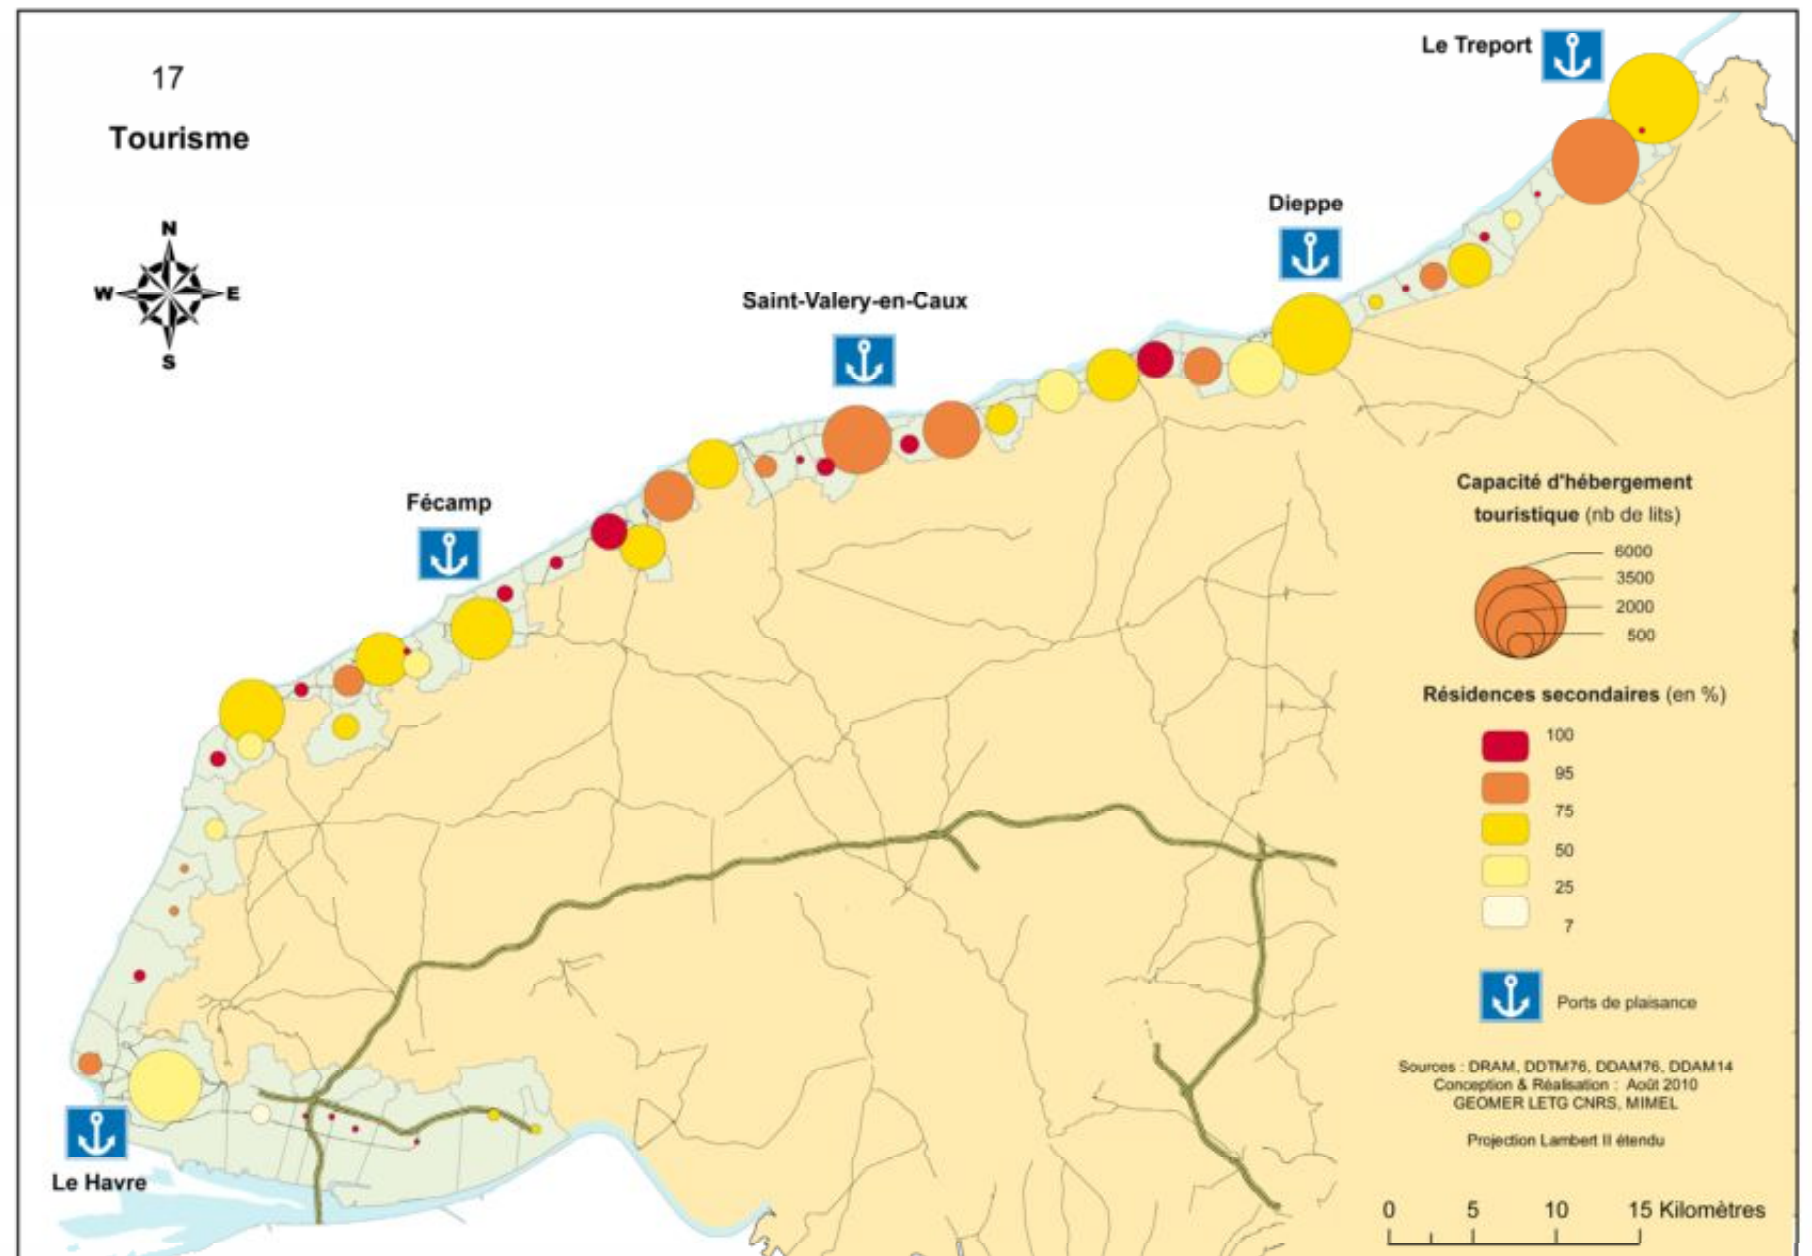 17
Tourisme
N
W
E
S
Le Treport
Dieppe
Saint-Valery-en-Caux
Fécamp
Le Havre
Capacité d'hébergement
touristique (nb de lits)
6000
3500
2000
500
Résidences secondaires (en %)
100
95
75
50
25
7
Ports de plaisance
Sources : DRAM, DDTM76, DDAM76, DDAM14
Conception & Réalisation : Août 2010
GEOMER LETG CNRS, MIMEL
Projection Lambert II étendu
0 5 10 15 Kilomètres